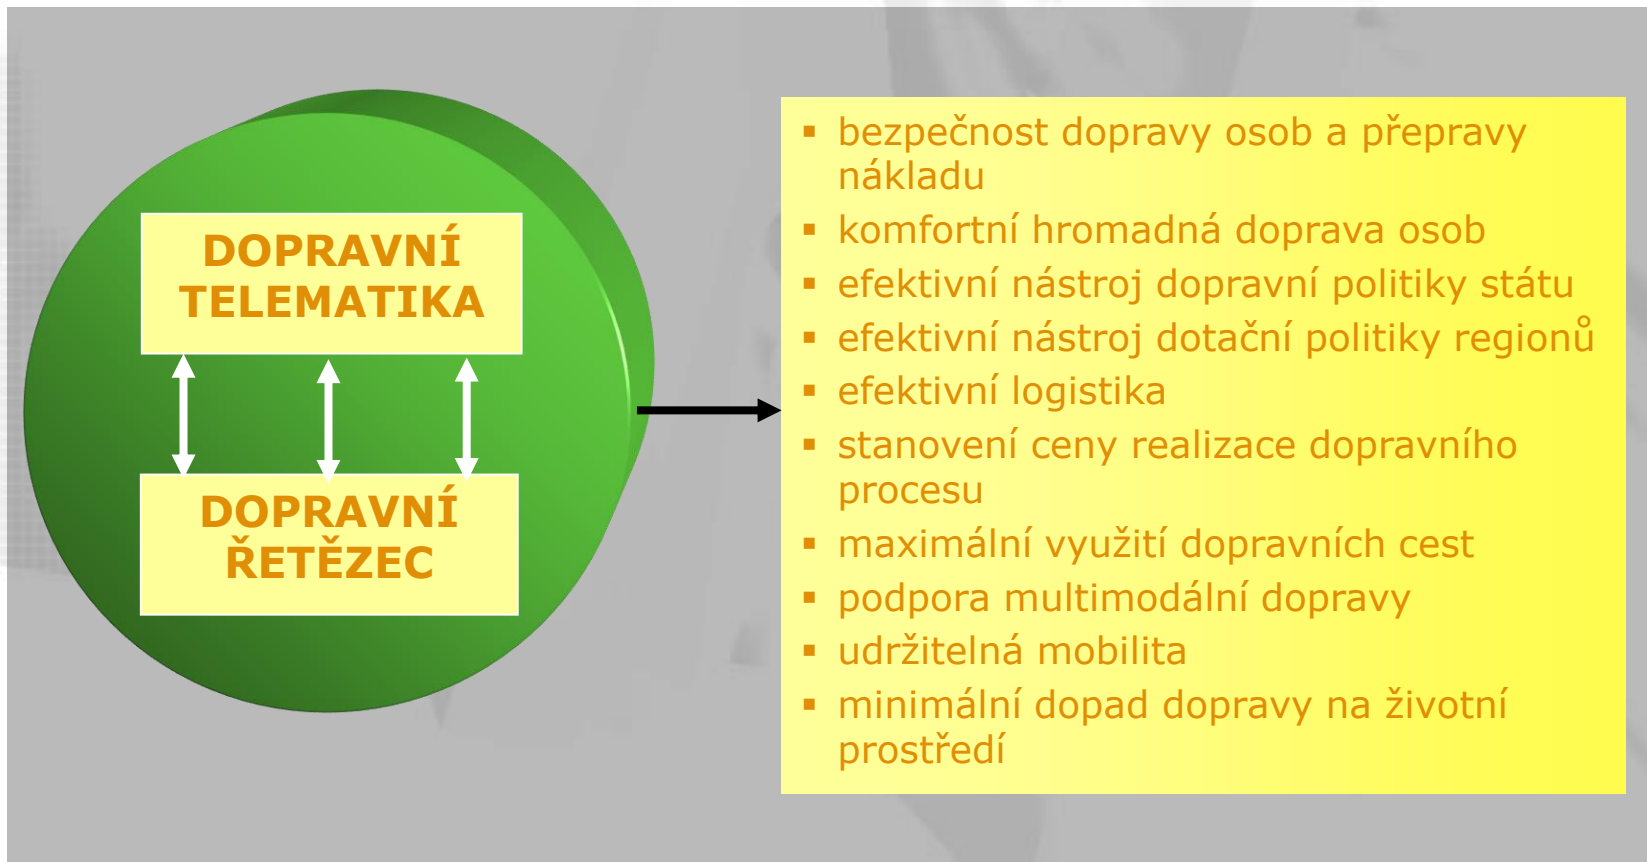 DOPRAVNÍ
TELEMATIKA
DOPRAVNÍ
ŘETĚZEC
▪ bezpečnost dopravy osob a přepravy
nákladu
▪ komfortní hromadná doprava osob
▪ efektivní nástroj dopravní politiky státu
▪ efektivní nástroj dotační politiky regionů
▪ efektivní logistika
▪ stanovení ceny realizace dopravního
procesu
▪ maximální využití dopravních cest
▪ podpora multimodální dopravy
▪ udržitelná mobilita
▪ minimální dopad dopravy na životní
prostředí